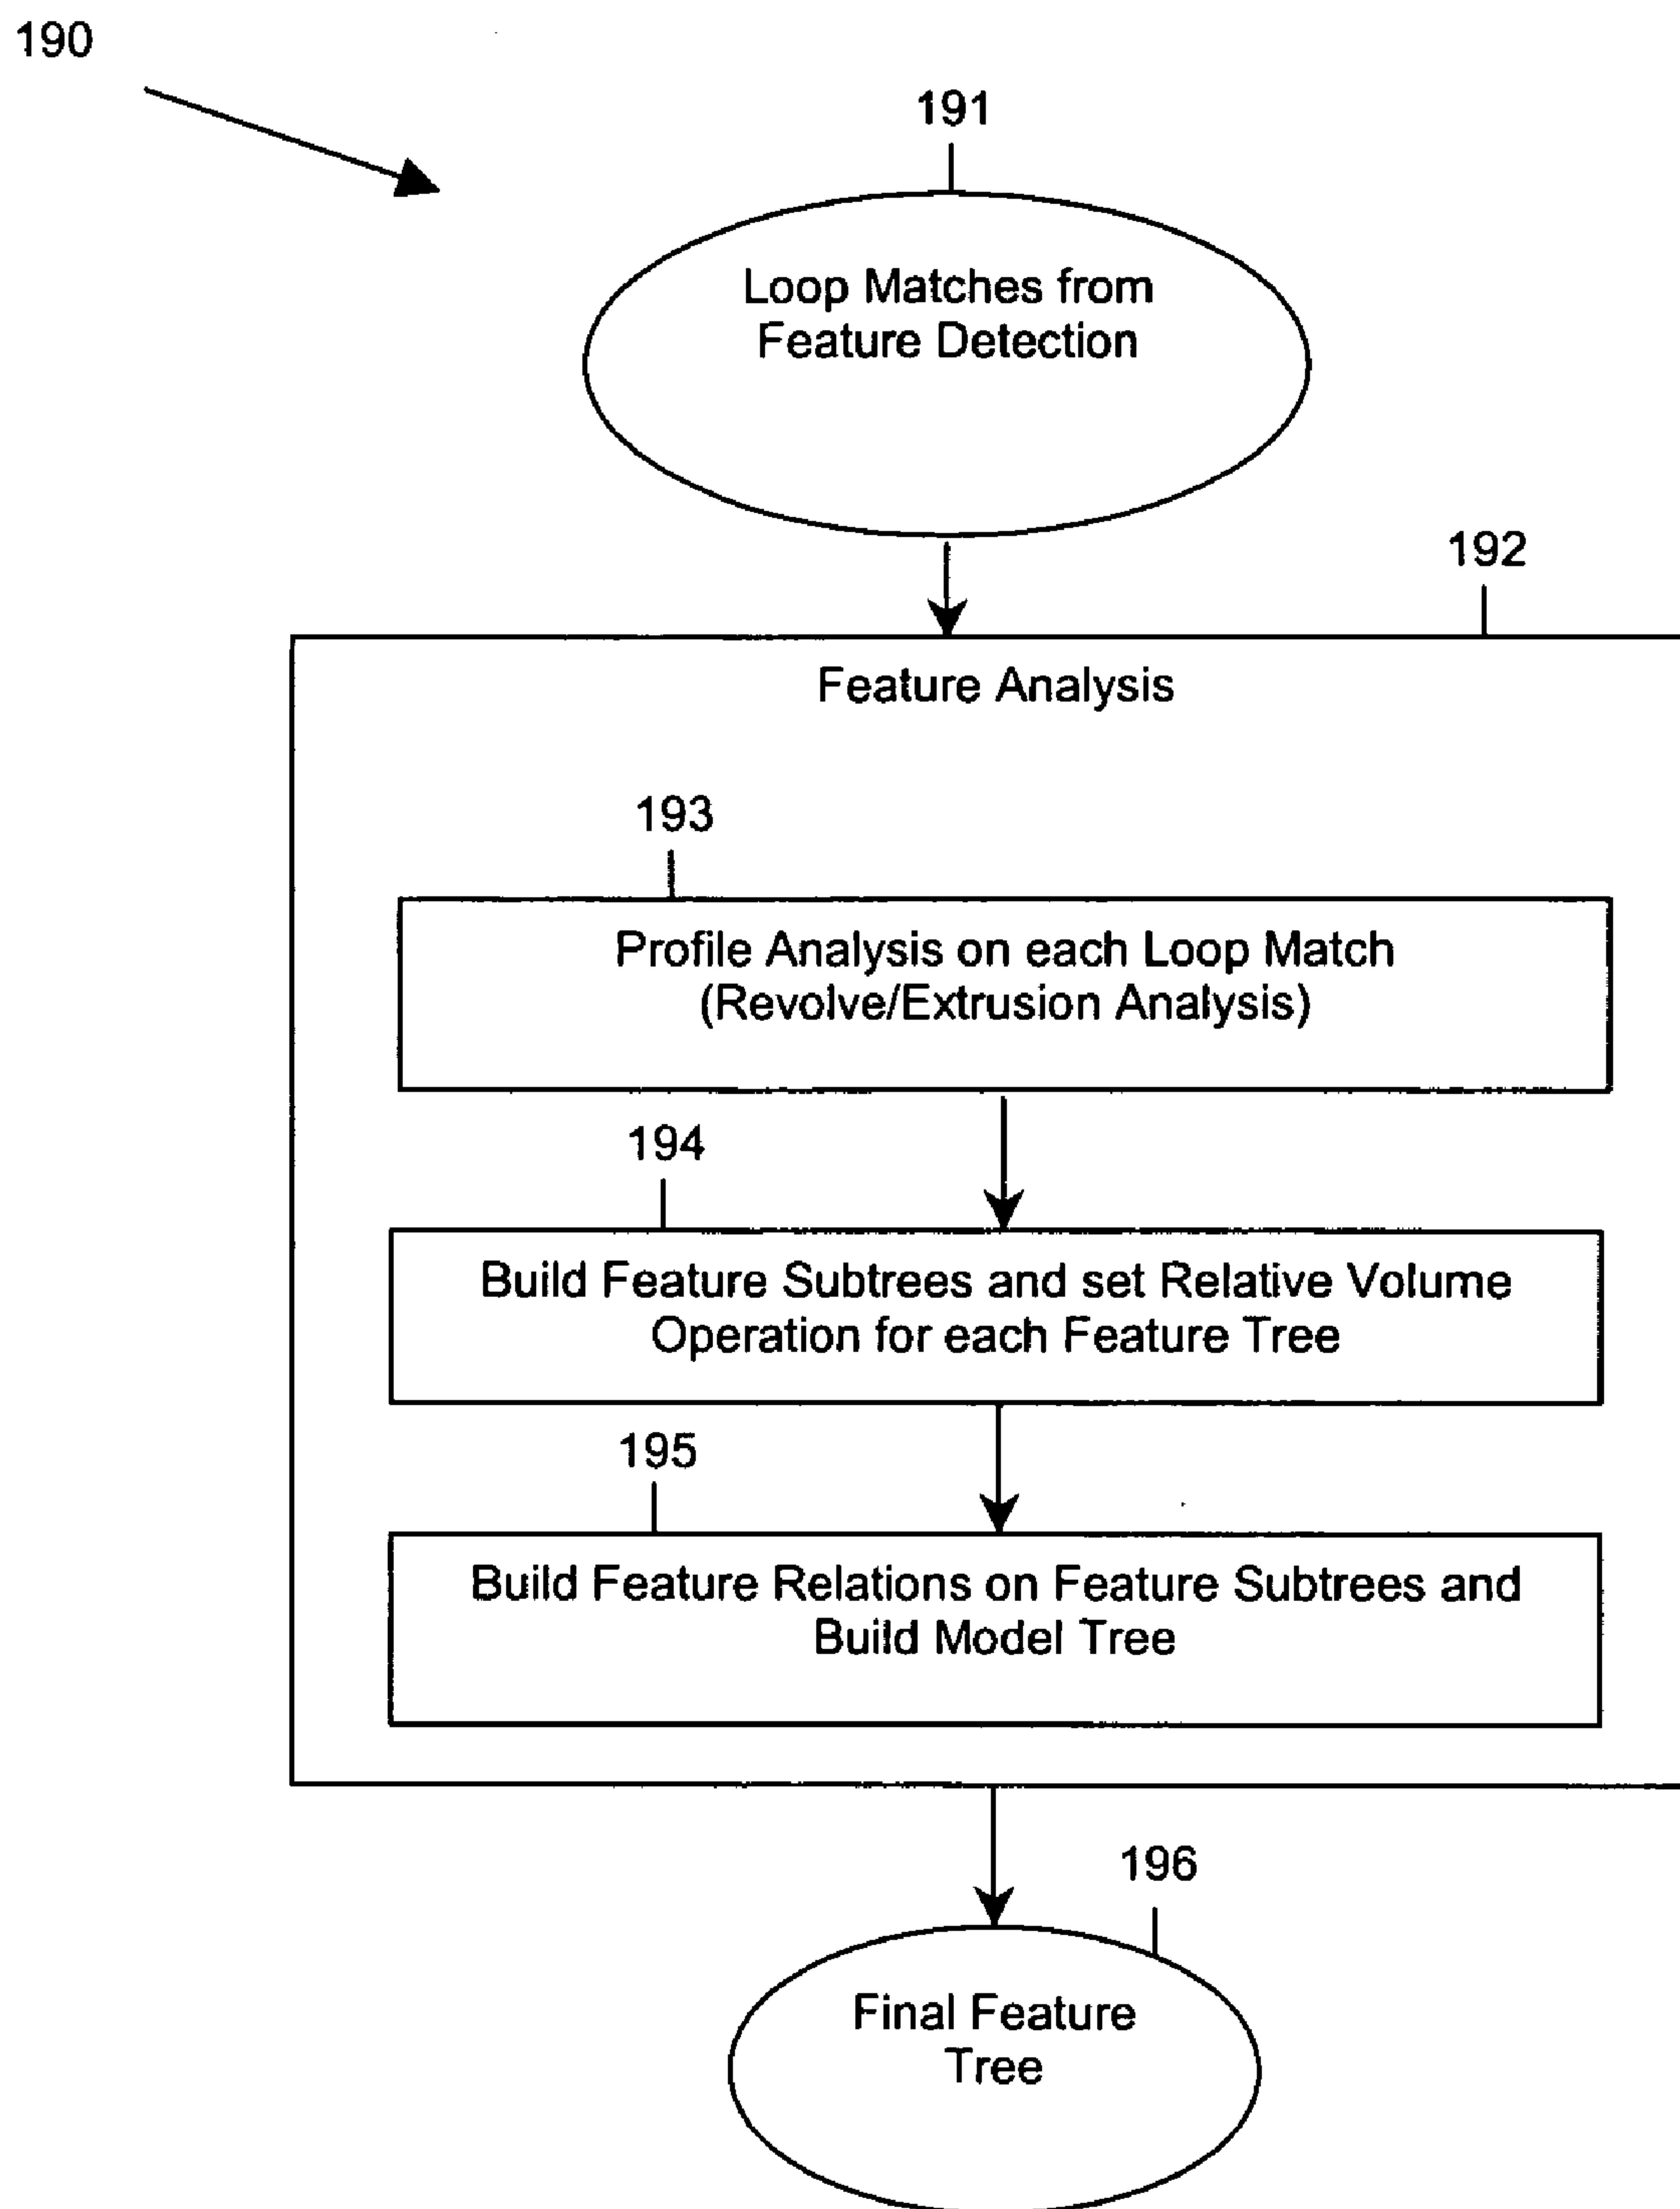 190
191
Loop Matches from
Feature Detection
192
Feature Analysis
193
Profile Analysis on each Loop Match
(Revolve/Extrusion Analysis)
194
Build Feature Subtrees and set Relative Volume
Operation for each Feature Tree
195
Build Feature Relations on Feature Subtrees and
Build Model Tree
196
Final Feature
Tree